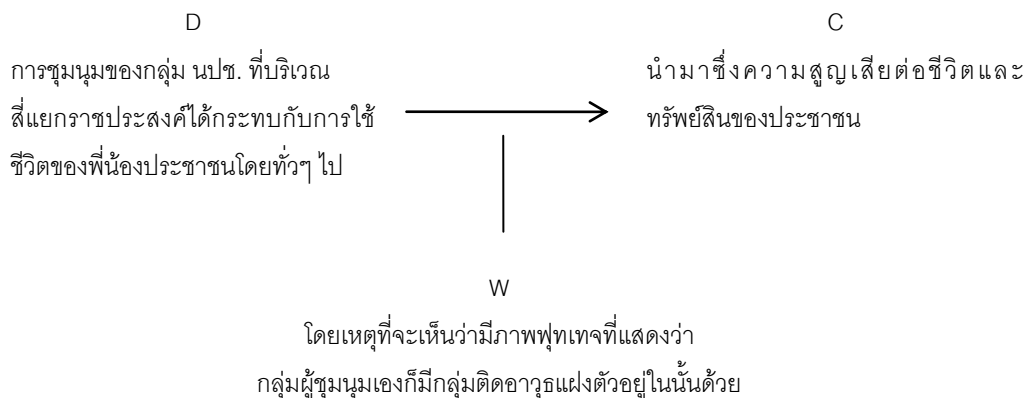 D
การชุมนุมของกลุ่ม นปช. ที่บริเวณ
สี่แยกราชประสงค์ได้กระทบกับการใช้
ชีวิตของพี่น้องประชาชนโดยทั่วๆ ไป
C
นำมาซึ่งความสูญเสียต่อชีวิตและ
ทรัพย์สินของประชาชน
W
โดยเหตุที่จะเห็นว่ามีภาพฟุทเทจที่แสดงว่า
กลุ่มผู้ชุมนุมเองก็มีกลุ่มติดอาวุธแฝงตัวอยู่ในนั้นด้วย